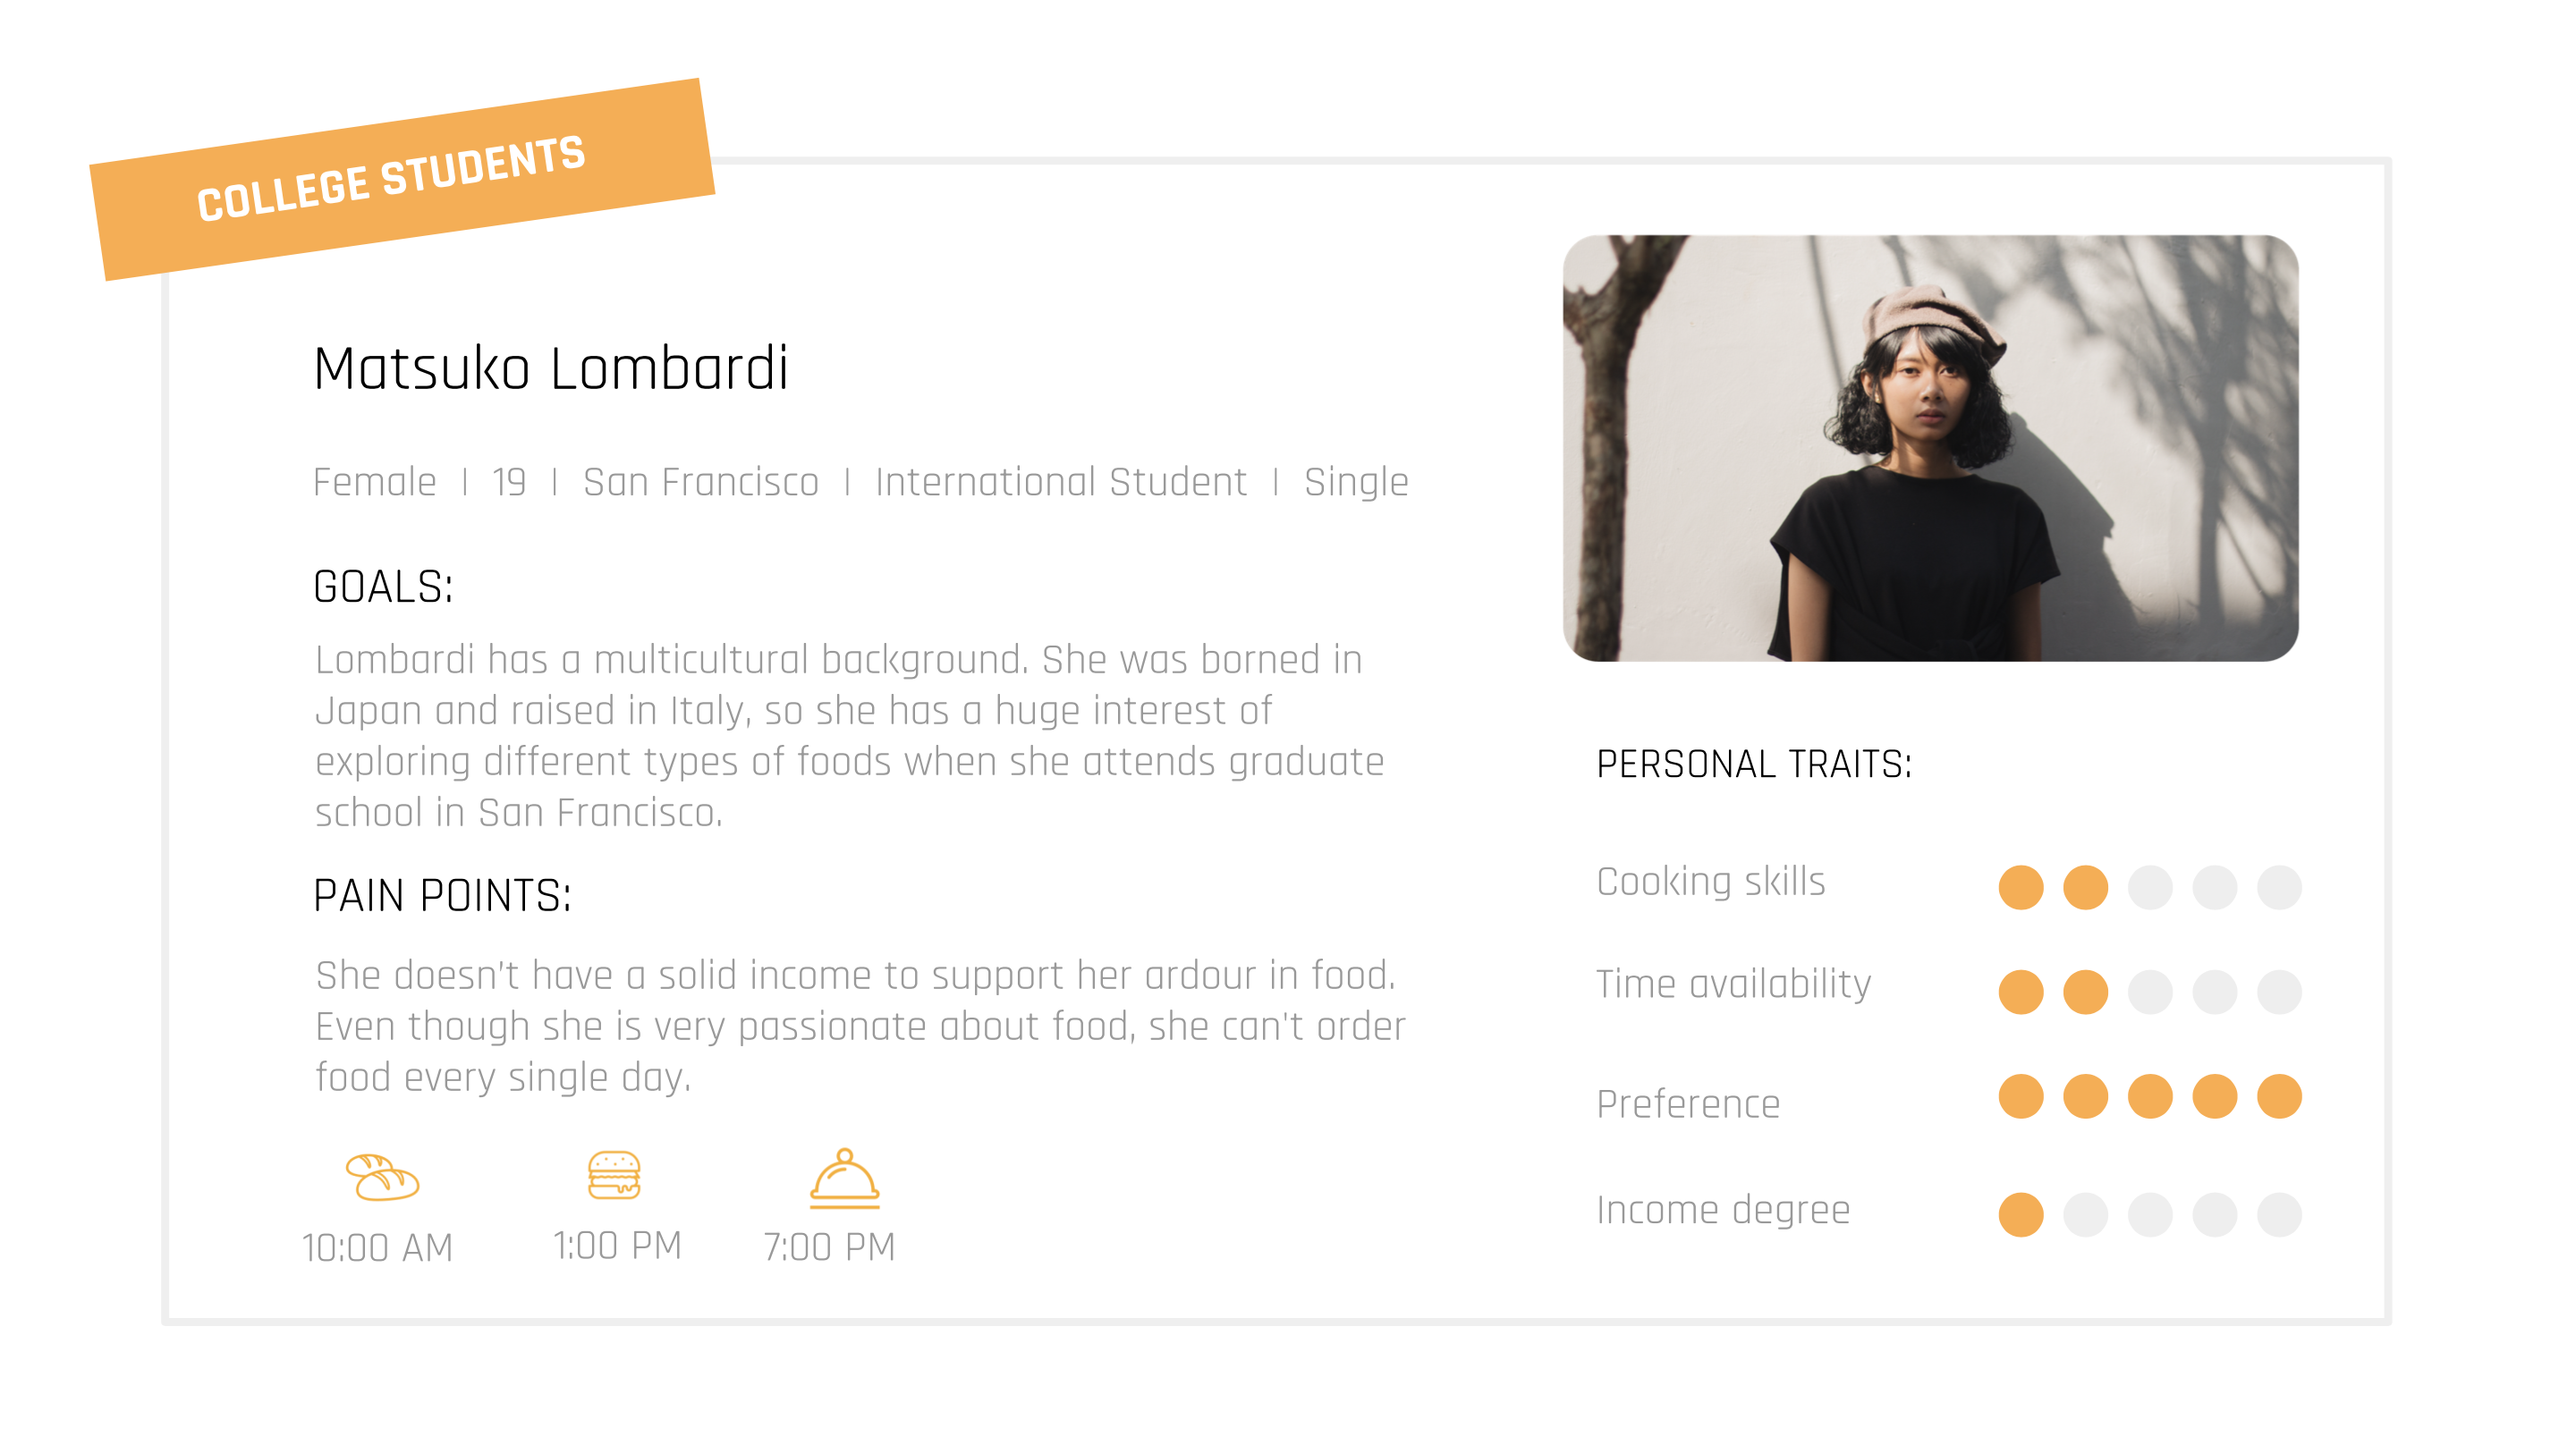 COLLEGE STUDENTS
Matsuko Lombardi
Female | 19 | San Francisco | International Student | Single
GOALS:
Lombardi has a multicultural background. She was borned in
Japan and raised in Italy, so she has a huge interest of
exploring different types of foods when she attends graduate
school in San Francisco.
PAIN POINTS:
She doesn't have a solid income to support her ardour in food.
Even though she is very passionate about food, she can't order
food every single day.
10:00 AM
1:00 PM
7:00 PM
PERSONAL TRAITS:
Cooking skills
Time availability
Preference
Income degree